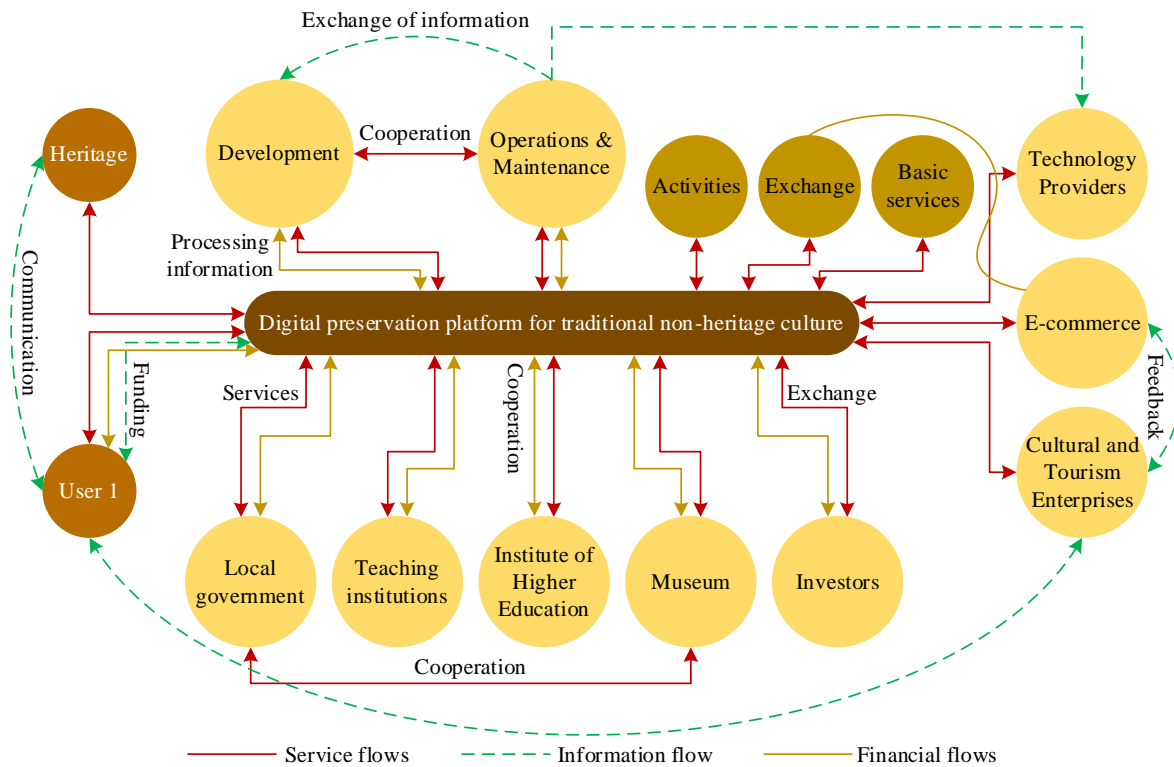 Exchange of information
Heritage
Development
Cooperation
Operations &
Maintenance
Activities
Exchange
Basic
services
Technology
Providers
Processing
information
Communication
Digital preservation platform for traditional non-heritage culture
E-commerce
Funding
Services
Cooperation
Exchange
Feedback
User 1
Cultural and
Tourism
Enterprises
Local
government
Teaching
institutions
Institute of
Higher
Education
Museum
Investors
Cooperation
Service flows
Information flow
Financial flows